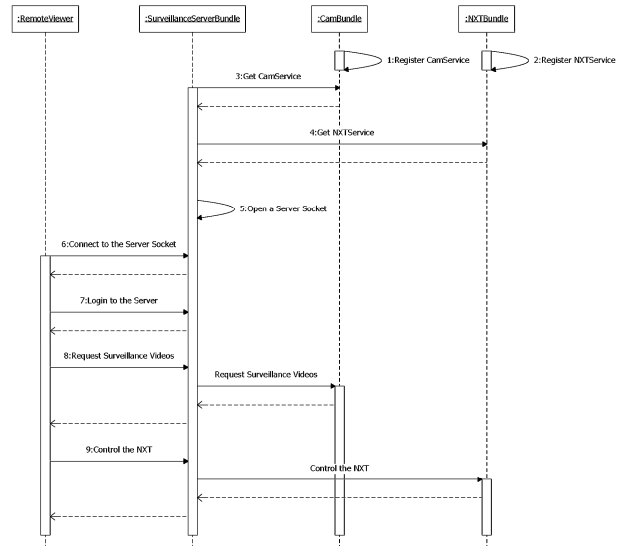 :RemoteViewer
:SurveillanceServerBundle
:CamBundle
:NXTBundle
1:Register CamService
2:Register NXTService
3:Get CamService
4:Get NXTService
5:Open a Server Socket
6:Connect to the Server Socket
7:Login to the Server
8:Request Surveillance Videos
Request Surveillance Videos
9:Control the NXT
Control the NXT